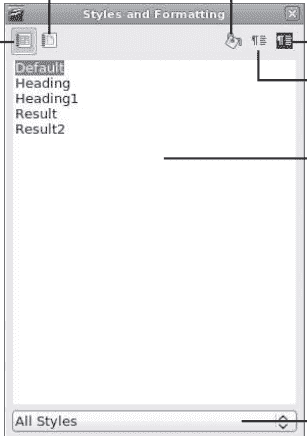 Styles and Formatting
Default
Heading
Heading1
Result
Result2
All Styles